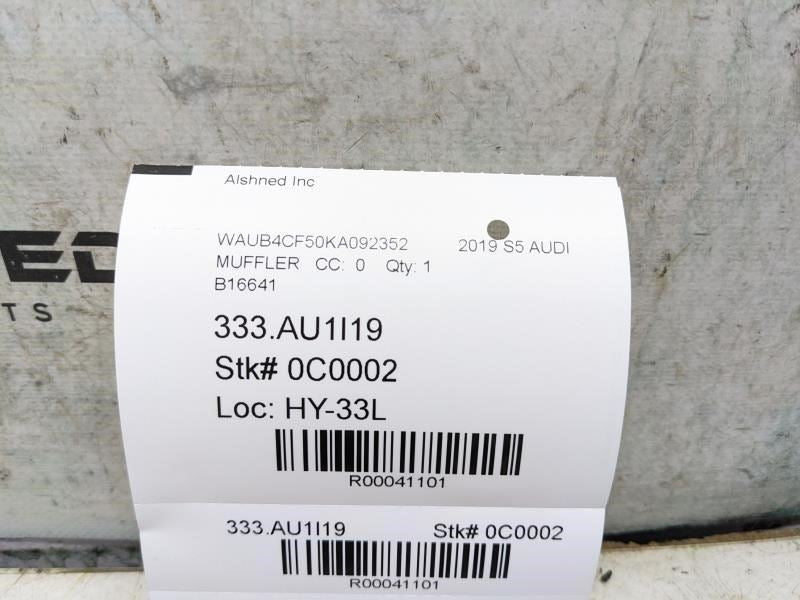 Alshned Inc
WAUB4CF50KA092352 2019 S5 AUDI
MUFFLER CC: 0 Qty: 1
B16641
333.AU1I19
Stk# 0C0002
Loc: HY-33L
R00041101
333.AU1I19 Stk# 0C0002
R00041101